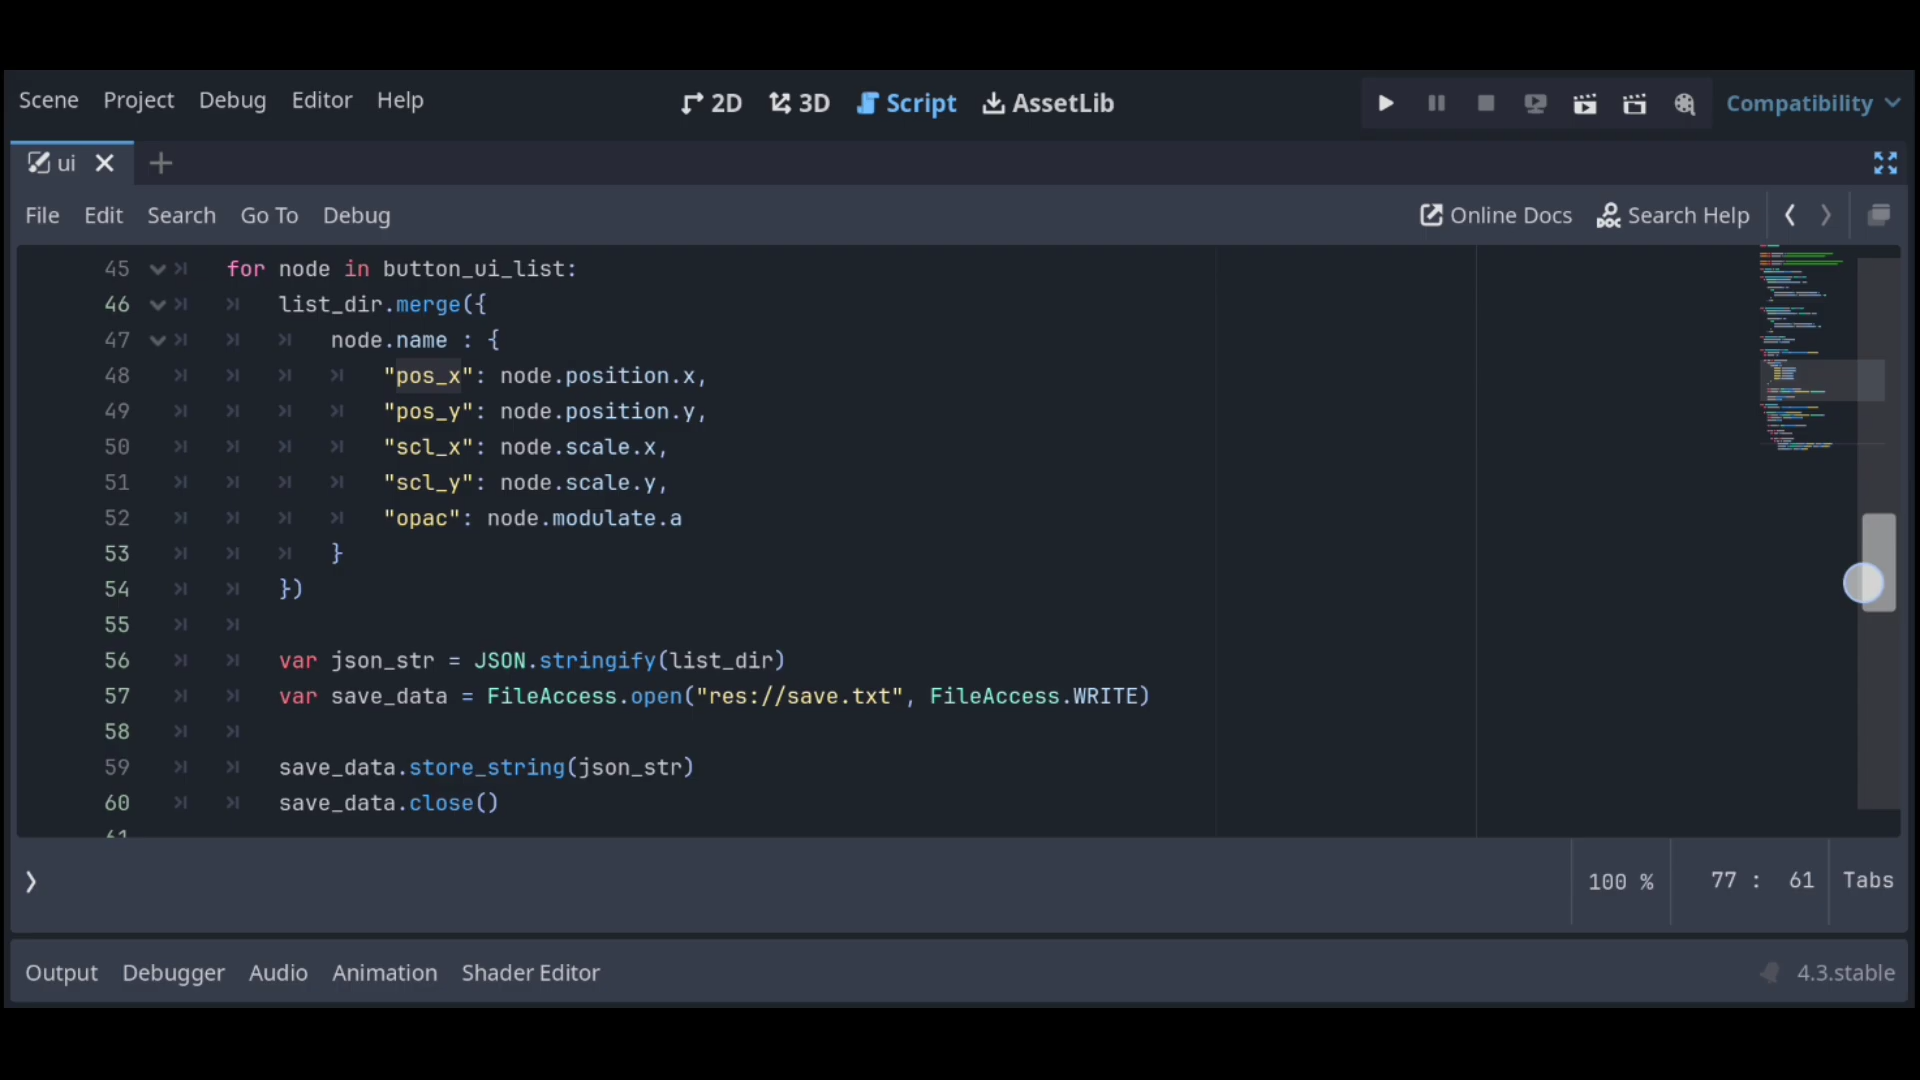 Scene Project Debug Editor Help 2D 3D Script AssetLib Compatibility
ui
File Edit Search Go To Debug Online Docs Search Help
45 for node in button_ui_list:
46 list_dir.merge({
47 node.name : {
48 "pos_x": node.position.x,
49 "pos_y": node.position.y,
50 "scl_x": node.scale.x,
51 "scl_y": node.scale.y,
52 "opac": node.modulate.a
53 }
54 })
55
56 var json_str = JSON.stringify(list_dir)
57 var save_data = FileAccess.open("res://save.txt", FileAccess.WRITE)
58
59 save_data.store_string(json_str)
60 save_data.close()
61
100 % 77 : 61 Tabs
Output Debugger Audio Animation Shader Editor 4.3.stable